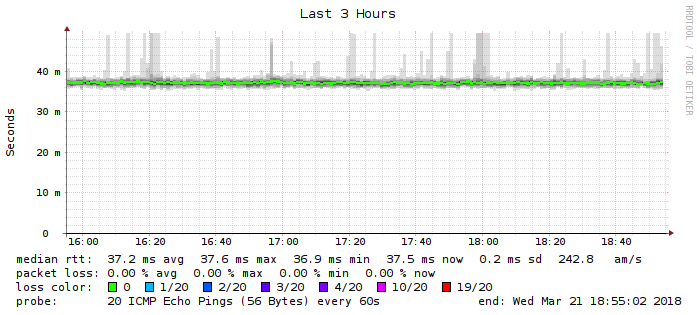 Last 3 Hours
RRDTOOL / TOBI OETIKER
Seconds
40 m
30 m
20 m
10 m
0
16:00 16:20 16:40 17:00 17:20 17:40 18:00 18:20 18:40
median rtt: 37.2 ms avg 37.6 ms max 36.9 ms min 37.5 ms now 0.2 ms sd 242.8 am/s
packet loss: 0.00 % avg 0.00 % max 0.00 % min 0.00 % now
loss color: 0 1/20 2/20 3/20 4/20 10/20 19/20
probe: 20 ICMP Echo Pings (56 Bytes) every 60s end: Wed Mar 21 18:55:02 2018